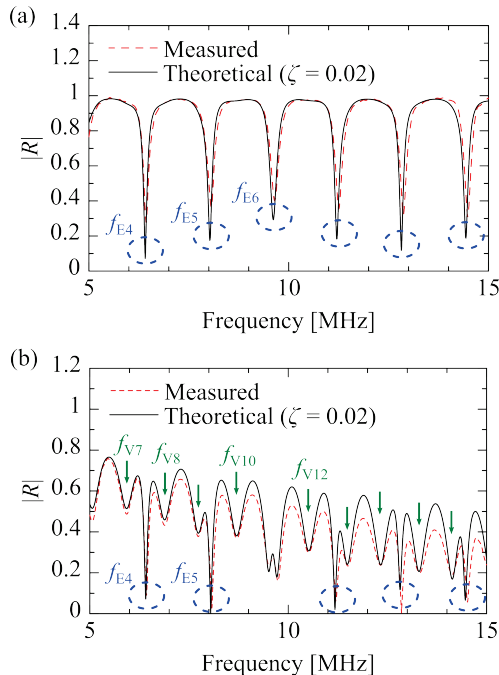 (a)
1.4
1.2
1
0.8
0.6
0.4
0.2
0
|R|
Measured
Theoretical (ζ = 0.02)
fE4
fE5
fE6
5
10
15
Frequency [MHz]
(b)
1.2
1
0.8
0.6
0.4
0.2
0
|R|
Measured
Theoretical (ζ = 0.02)
fV7
fV8
fV10
fV12
fE4
fE5
5
10
15
Frequency [MHz]